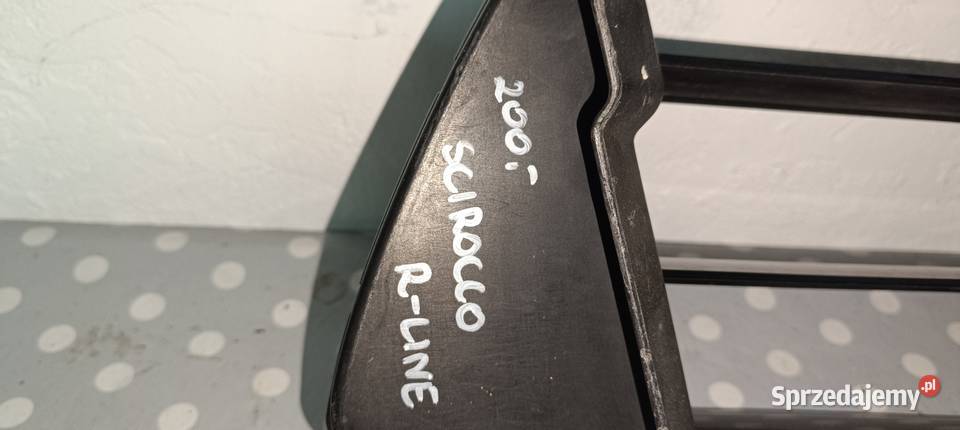 200:-
SCIROCCO
R-LINE
Sprzedajemy.pl